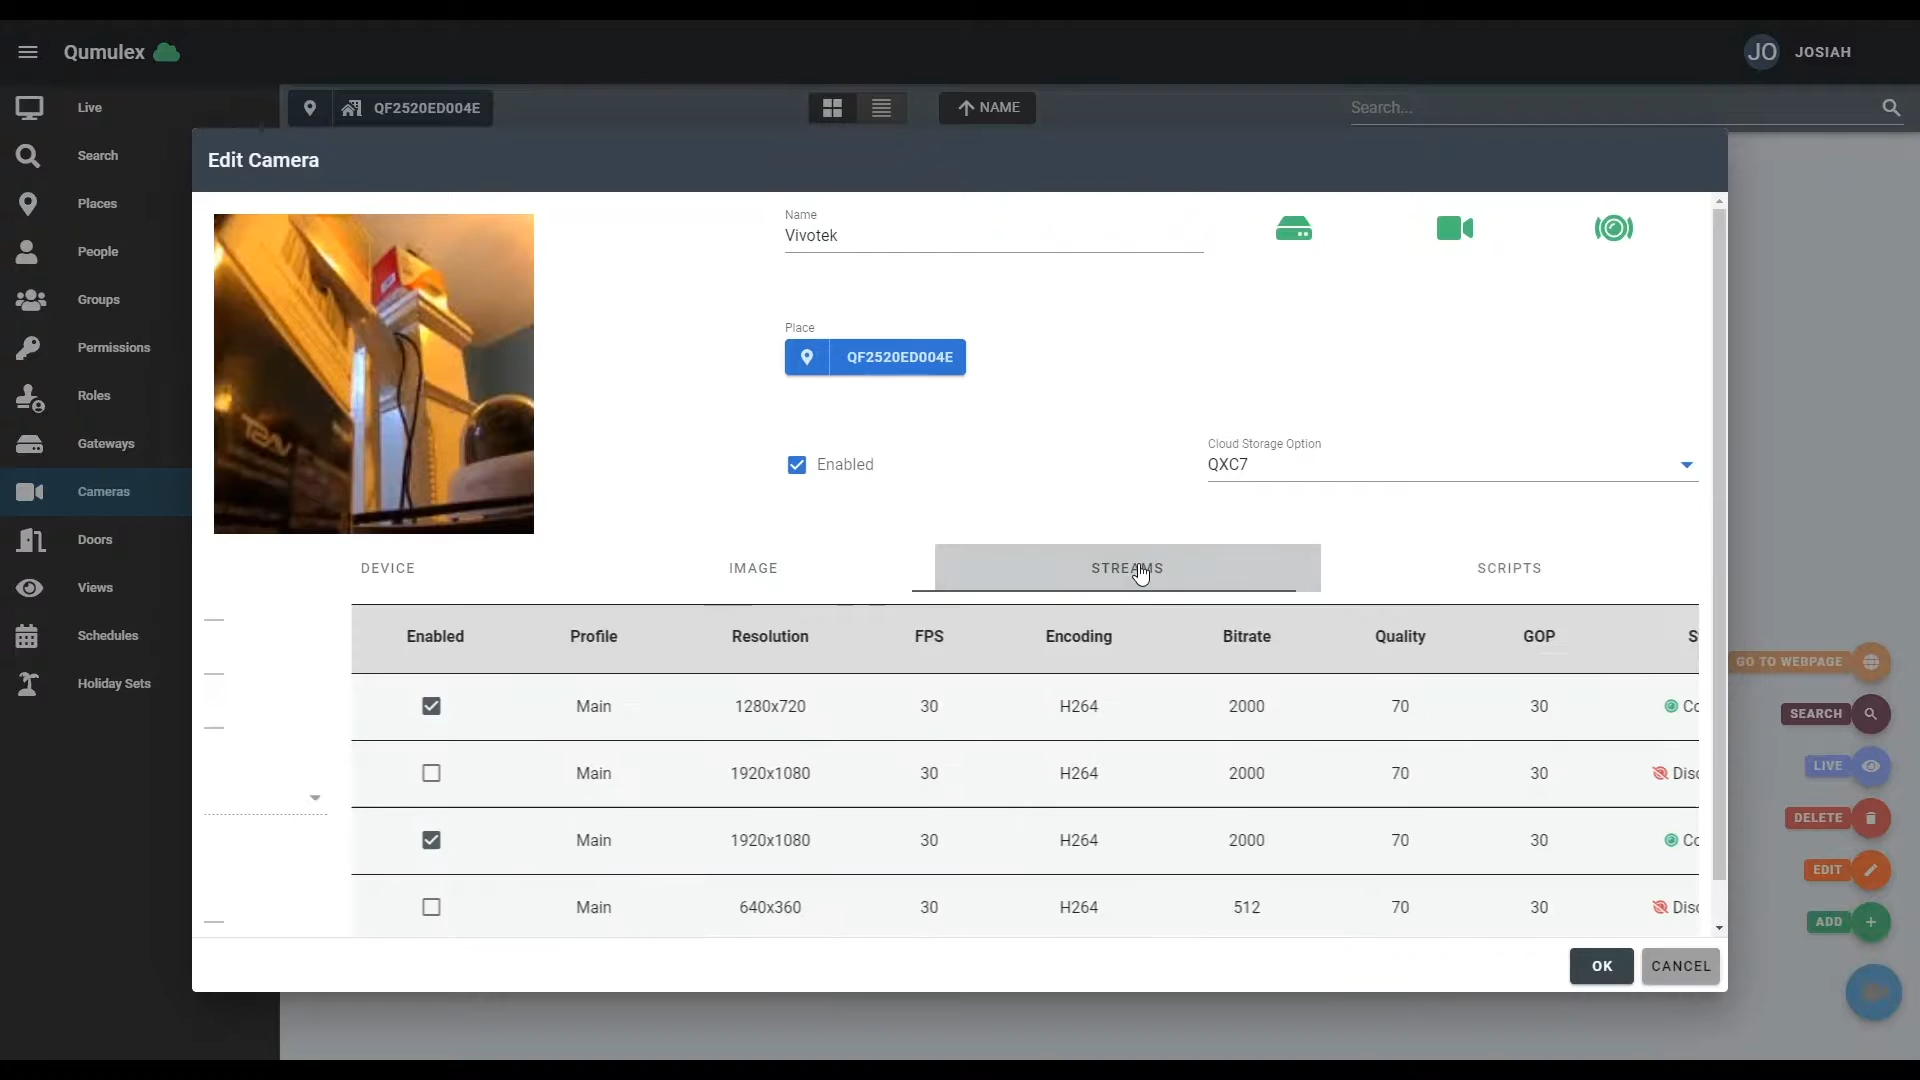 Qumulex
JO JOSIAH
Live
Search
Places
People
Groups
Permissions
Roles
Gateways
Cameras
Doors
Views
Schedules
Holiday Sets
QF2520ED004E
NAME
Search...
Edit Camera
Name
Vivotek
Place
QF2520ED004E
Enabled
Cloud Storage Option
QXC7
DEVICE IMAGE STREAMS SCRIPTS
Enabled Profile Resolution FPS Encoding Bitrate Quality GOP S
Main 1280x720 30 H264 2000 70 30 Co
Main 1920x1080 30 H264 2000 70 30 Disc
Main 1920x1080 30 H264 2000 70 30 Co
Main 640x360 30 H264 512 70 30 Disc
OK CANCEL
GO TO WEBPAGE
SEARCH
LIVE
DELETE
EDIT
ADD